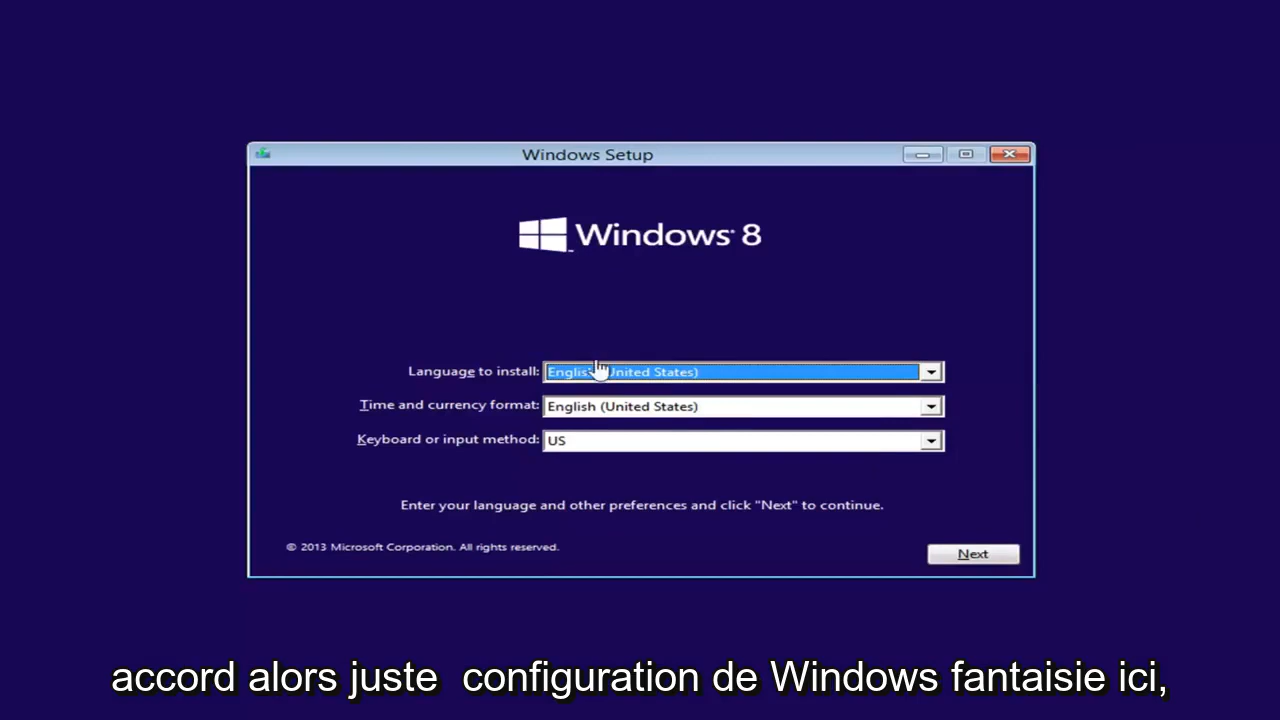 Windows Setup
Windows 8
Language to install: English (United States)
Time and currency format: English (United States)
Keyboard or input method: US
Enter your language and other preferences and click "Next" to continue.
© 2013 Microsoft Corporation. All rights reserved.
Next
accord alors juste configuration de Windows fantaisie ici,